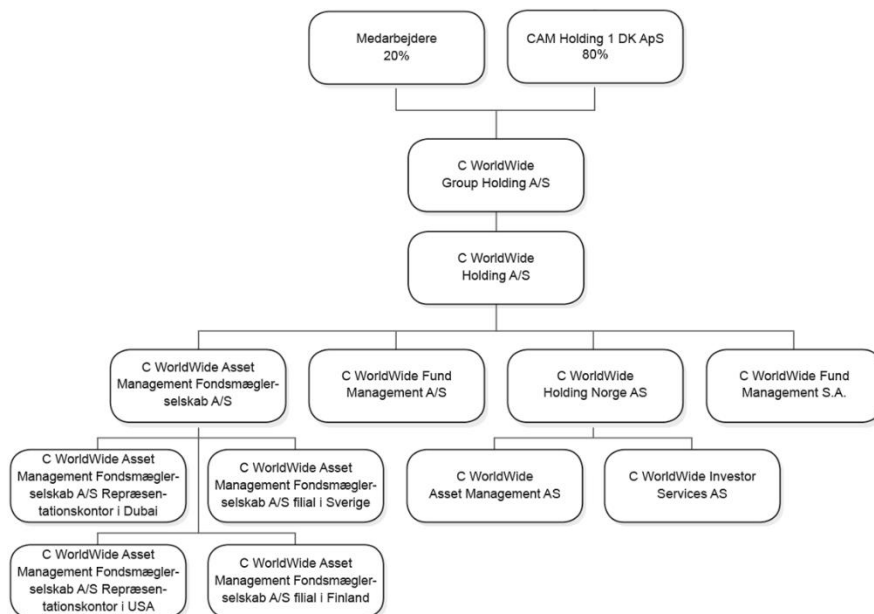 Medarbejdere
20%
CAM Holding 1 DK ApS
80%
C WorldWide
Group Holding A/S
C WorldWide
Holding A/S
C WorldWide Asset
Management Fondsmægler-
selskab A/S
C WorldWide Fund
Management A/S
C WorldWide
Holding Norge AS
C WorldWide Fund
Management S.A.
C WorldWide Asset
Management Fondsmægler-
selskab A/S Repræsen-
tationskontor i Dubai
C WorldWide Asset
Management Fondsmægler-
selskab A/S filial i Sverige
C WorldWide
Asset Management AS
C WorldWide Investor
Services AS
C WorldWide Asset
Management Fondsmægler-
selskab A/S Repræsen-
tationskontor i USA
C WorldWide Asset
Management Fondsmægler-
selskab A/S filial i Finland